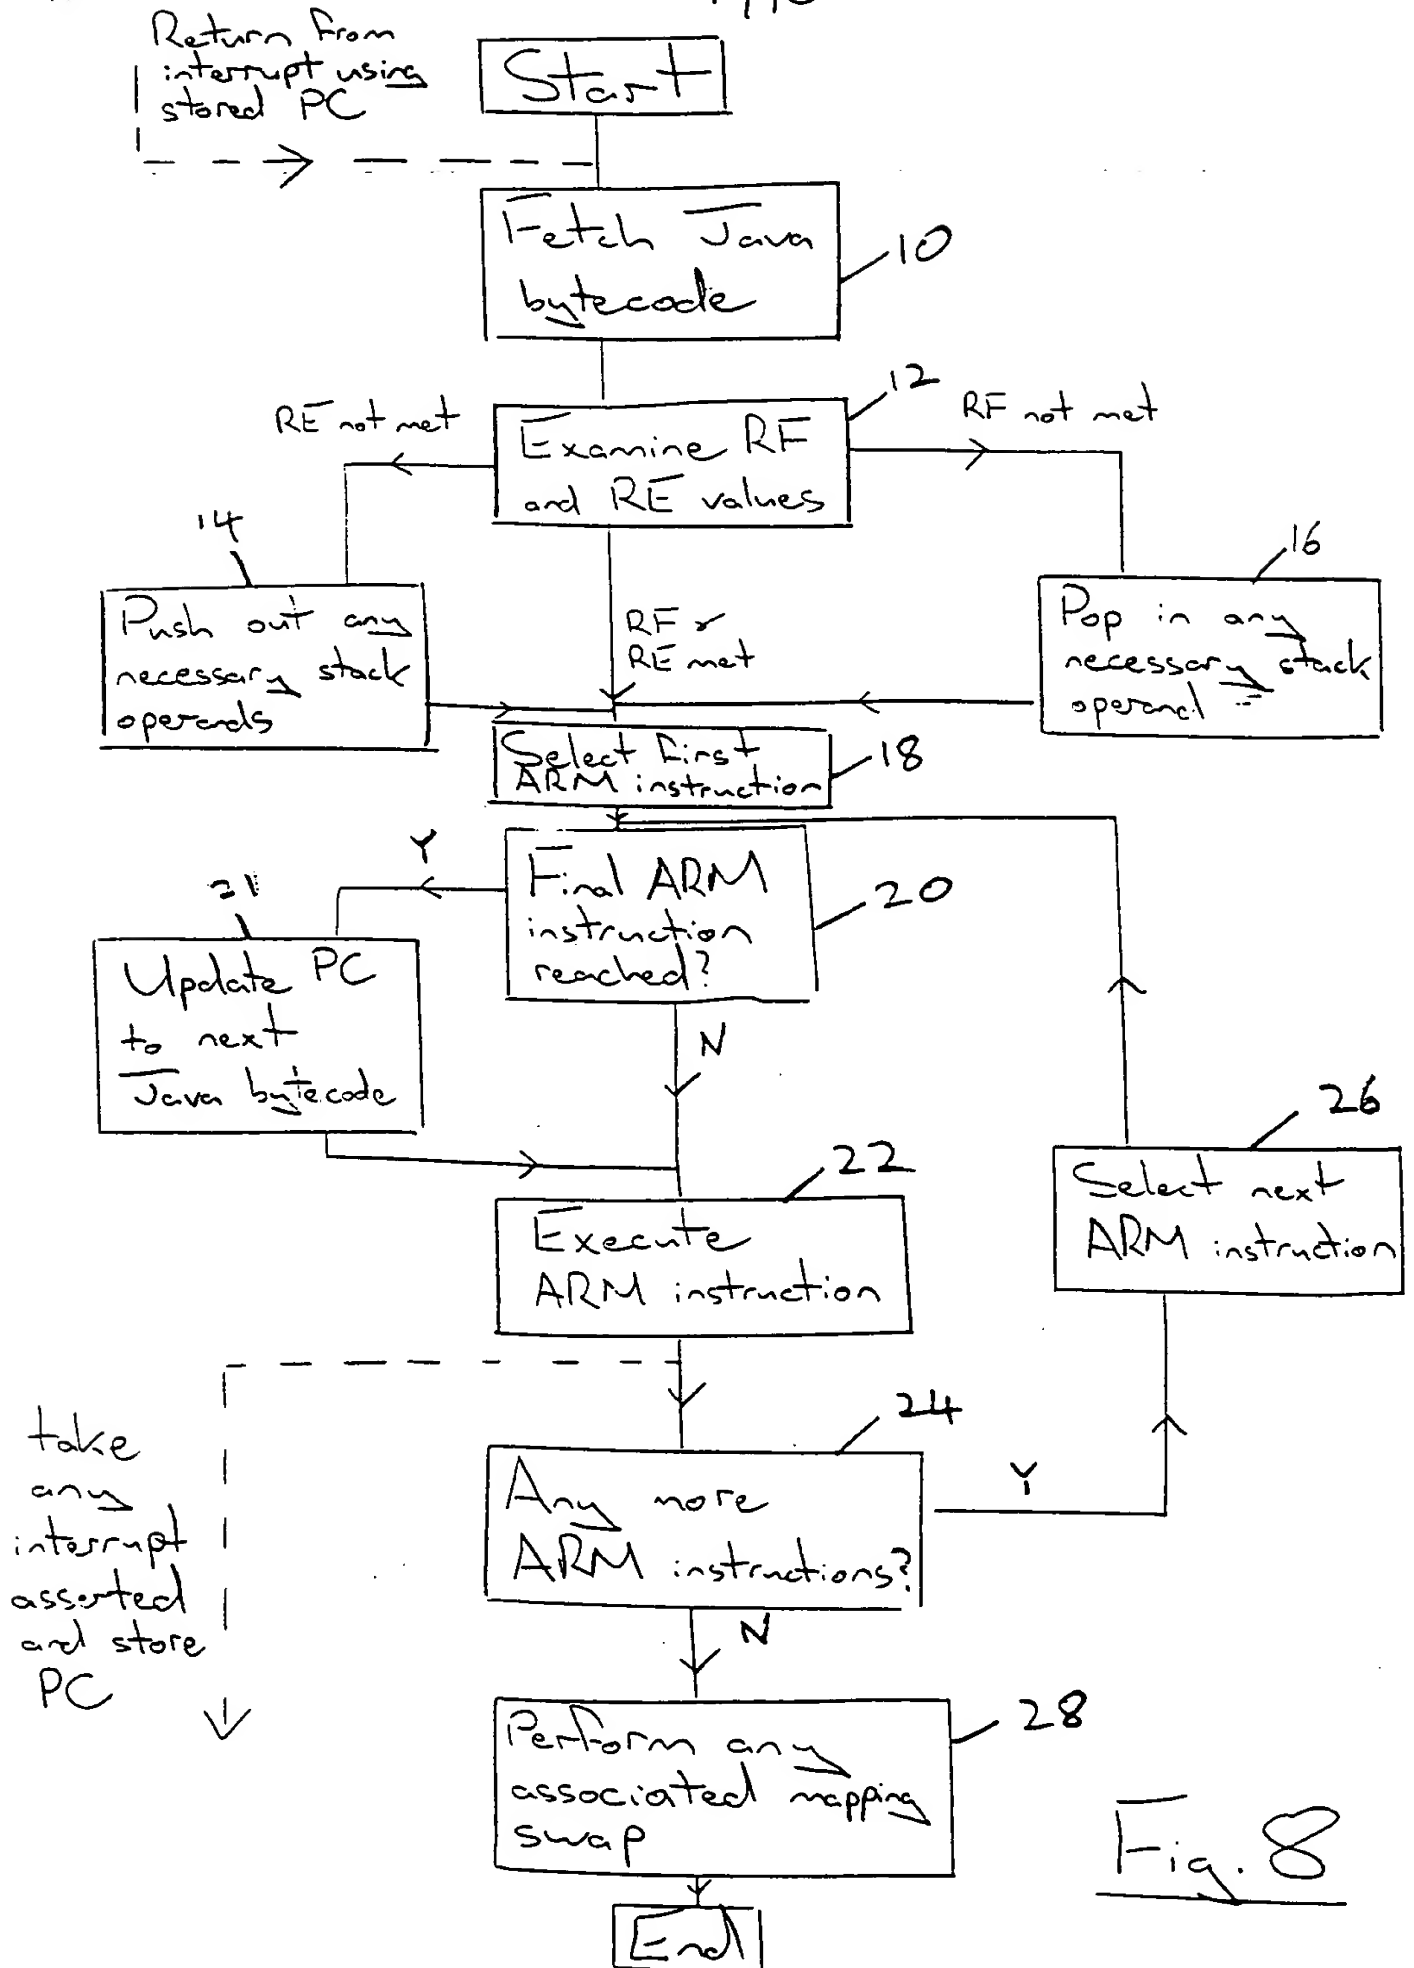 Return from
interrupt using
stored PC
Start
Fetch Java
bytecode
10
12
RE not met
Examine RF
and RE values
RF not met
14
Push out any
necessary stack
operands
RF &
RE met
16
Pop in any
necessary stack
operand
Select first
ARM instruction
18
Y
Final ARM
instruction
reached?
20
21
Update PC
to next
Java bytecode
N
22
Execute
ARM instruction
26
Select next
ARM instruction
take
any
interrupt
asserted
and store
PC
24
Any more
ARM instructions?
Y
N
28
Perform any
associated mapping
swap
End
Fig. 8